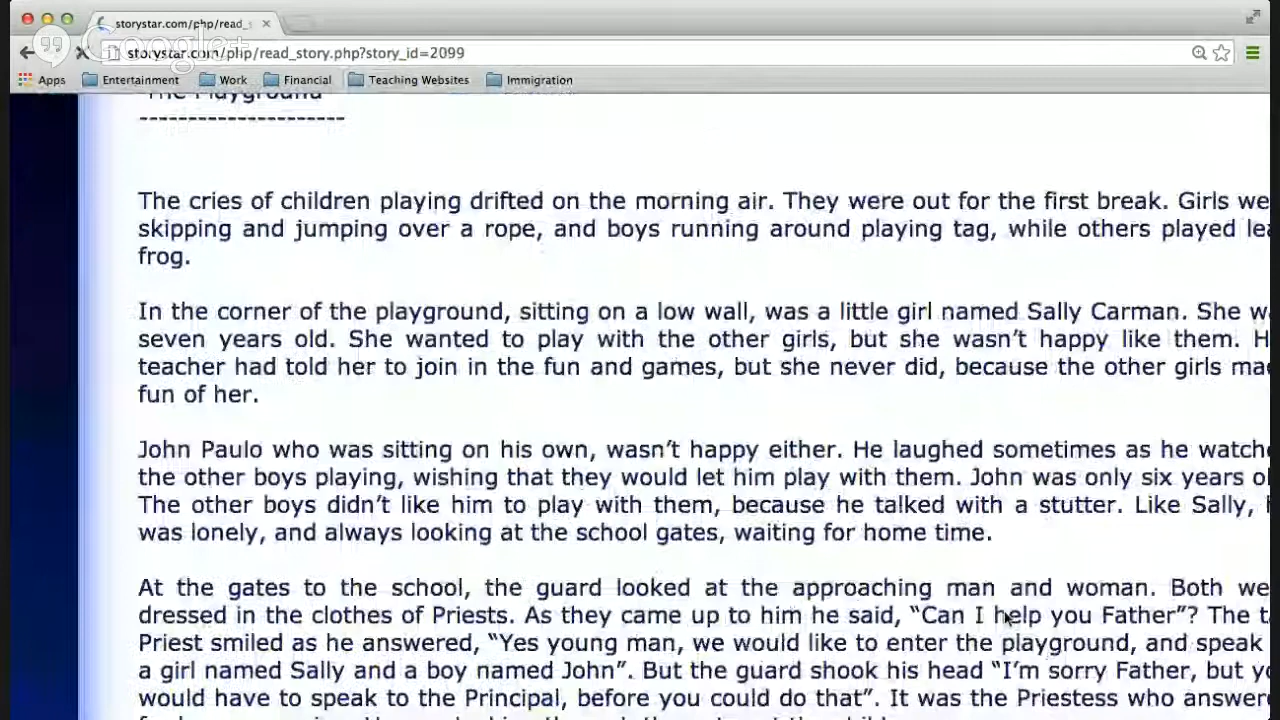 storystar.com/php/read_s
Google+
storystar.com/php/read_story.php?story_id=2099
Apps Entertainment Work Financial Teaching Websites Immigration
The Playground
---------------------
The cries of children playing drifted on the morning air. They were out for the first break. Girls we
skipping and jumping over a rope, and boys running around playing tag, while others played lea
frog.
In the corner of the playground, sitting on a low wall, was a little girl named Sally Carman. She w
seven years old. She wanted to play with the other girls, but she wasn't happy like them. H
teacher had told her to join in the fun and games, but she never did, because the other girls ma
fun of her.
John Paulo who was sitting on his own, wasn't happy either. He laughed sometimes as he watch
the other boys playing, wishing that they would let him play with them. John was only six years o
The other boys didn't like him to play with them, because he talked with a stutter. Like Sally, h
was lonely, and always looking at the school gates, waiting for home time.
At the gates to the school, the guard looked at the approaching man and woman. Both we
dressed in the clothes of Priests. As they came up to him he said, “Can I help you Father”? The t
Priest smiled as he answered, “Yes young man, we would like to enter the playground, and speak
a girl named Sally and a boy named John”. But the guard shook his head “I'm sorry Father, but yo
would have to speak to the Principal, before you could do that”. It was the Priestess who answer